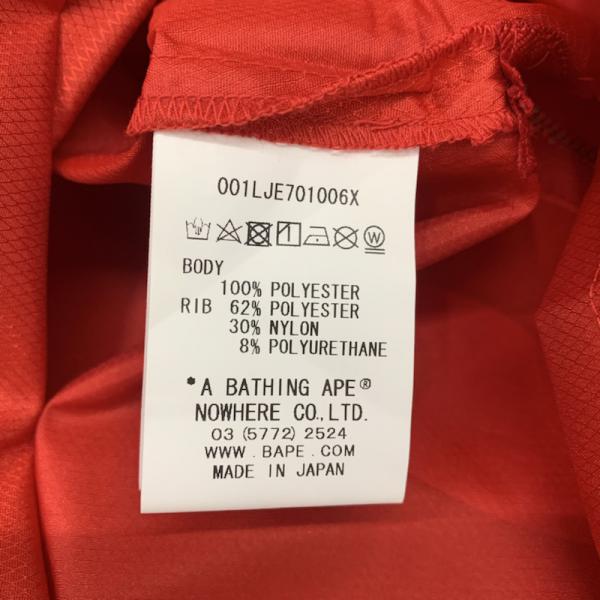 001LJE701006X
BODY
100% POLYESTER
RIB 62% POLYESTER
30% NYLON
8% POLYURETHANE
*A BATHING APE®
NOWHERE CO.,LTD.
03 (5772) 2524
WWW.BAPE.COM
MADE IN JAPAN